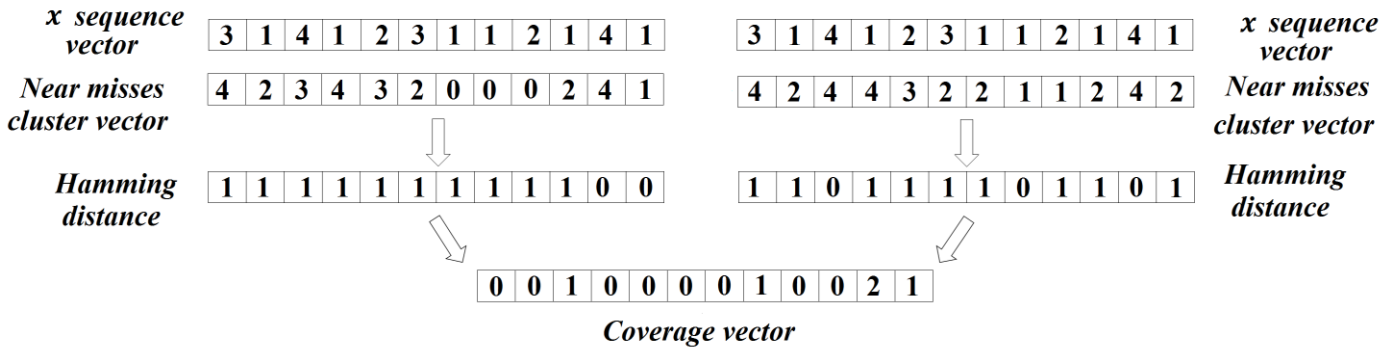 x sequence vector 3 1 4 1 2 3 1 1 2 1 4 1
3 1 4 1 2 3 1 1 2 1 4 1 x sequence vector
Near misses cluster vector 4 2 3 4 3 2 0 0 0 2 4 1
4 2 4 4 3 2 2 1 1 2 4 2 Near misses cluster vector
Hamming distance 1 1 1 1 1 1 1 1 1 1 0 0
1 1 0 1 1 1 1 0 1 1 0 1 Hamming distance
0 0 1 0 0 0 0 1 0 0 2 1
Coverage vector